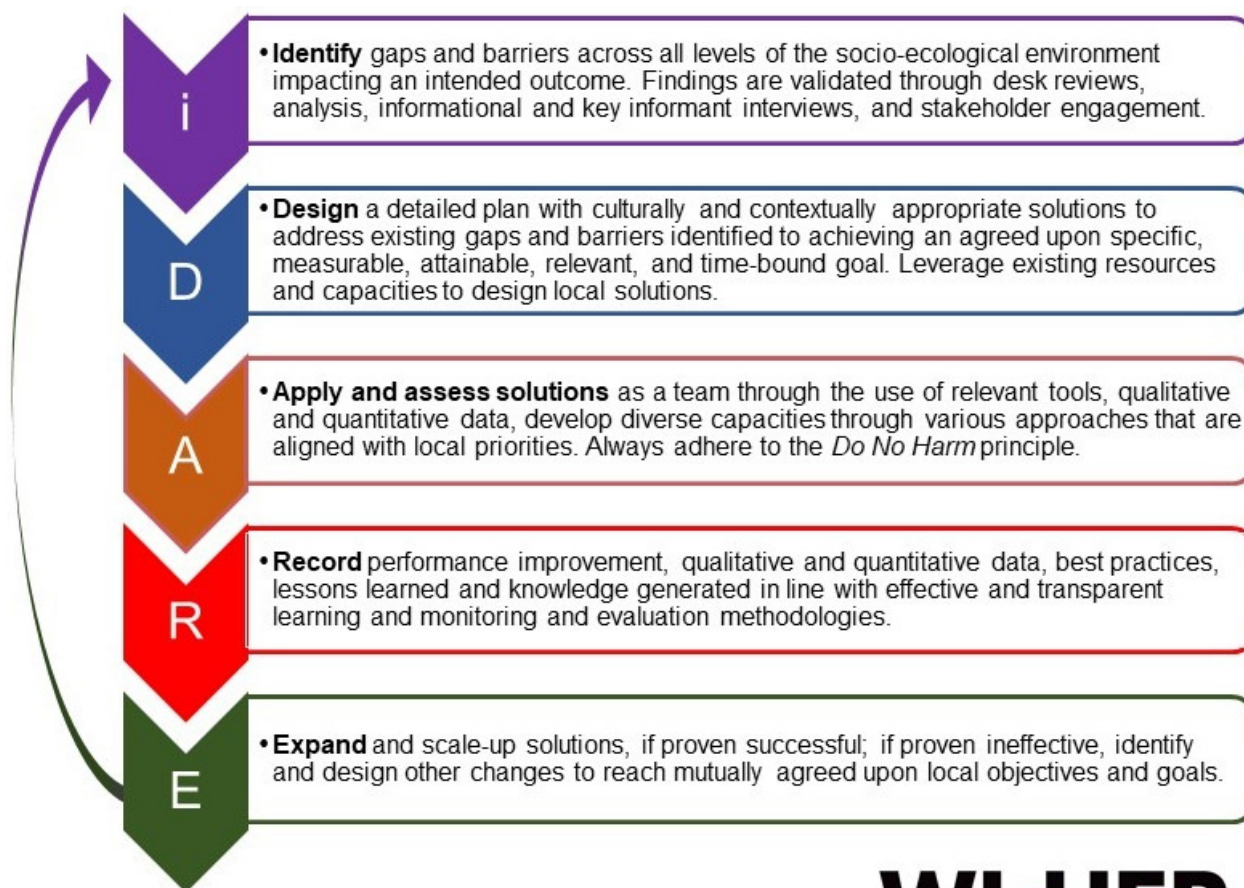 i
•Identify gaps and barriers across all levels of the socio-ecological environment
impacting an intended outcome. Findings are validated through desk reviews,
analysis, informational and key informant interviews, and stakeholder engagement.
D
•Design a detailed plan with culturally and contextually appropriate solutions to
address existing gaps and barriers identified to achieving an agreed upon specific,
measurable, attainable, relevant, and time-bound goal. Leverage existing resources
and capacities to design local solutions.
A
•Apply and assess solutions as a team through the use of relevant tools, qualitative
and quantitative data, develop diverse capacities through various approaches that are
aligned with local priorities. Always adhere to the Do No Harm principle.
R
•Record performance improvement, qualitative and quantitative data, best practices,
lessons learned and knowledge generated in line with effective and transparent
learning and monitoring and evaluation methodologies.
E
•Expand and scale-up solutions, if proven successful; if proven ineffective, identify
and design other changes to reach mutually agreed upon local objectives and goals.